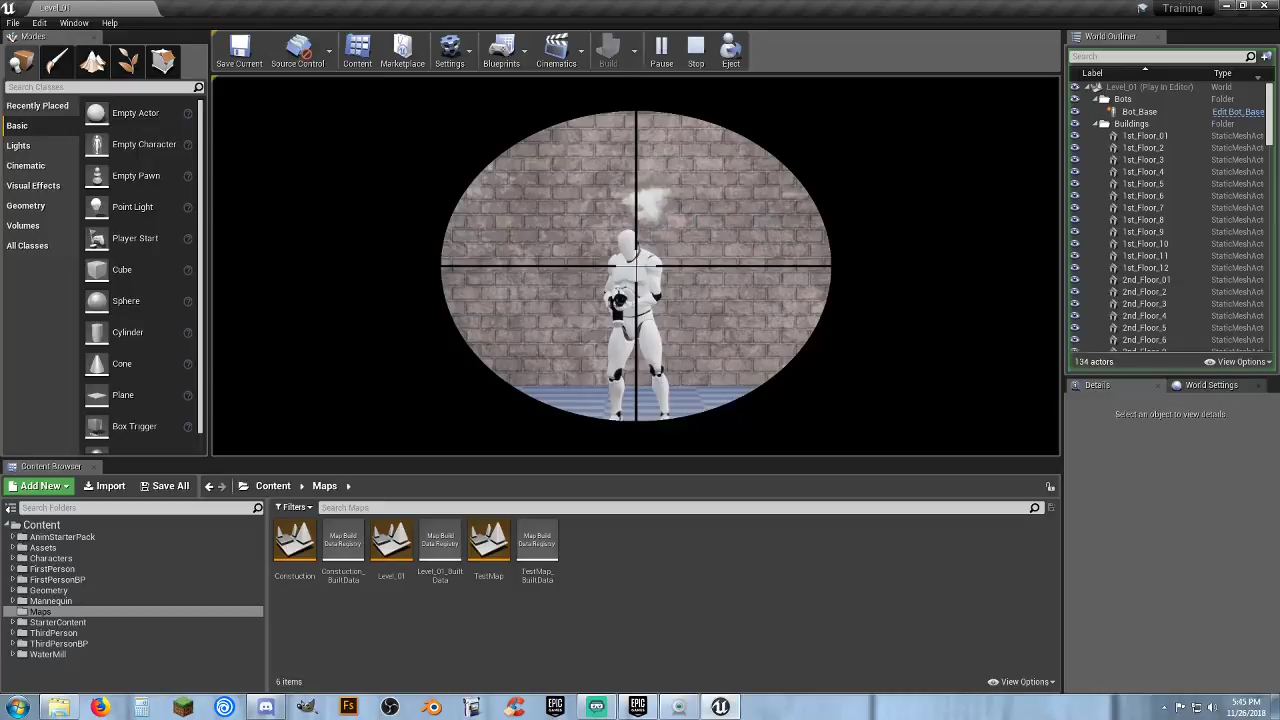 Level_01
Training
File Edit Window Help
Modes
World Outliner
Save Current Source Control Content Marketplace Settings Blueprints Cinematics Build Pause Stop Eject
Search
Search Classes
Label Type
Recently Placed
Basic
Lights
Cinematic
Visual Effects
Geometry
Volumes
All Classes
Empty Actor
Empty Character
Empty Pawn
Point Light
Player Start
Cube
Sphere
Cylinder
Cone
Plane
Box Trigger
Level_01 (Play In Editor) World
Bots Folder
Bot_Base Edit Bot_Base
Buildings Folder
1st_Floor_01 StaticMeshAct
1st_Floor_2 StaticMeshAct
1st_Floor_3 StaticMeshAct
1st_Floor_4 StaticMeshAct
1st_Floor_5 StaticMeshAct
1st_Floor_6 StaticMeshAct
1st_Floor_7 StaticMeshAct
1st_Floor_8 StaticMeshAct
1st_Floor_9 StaticMeshAct
1st_Floor_10 StaticMeshAct
1st_Floor_11 StaticMeshAct
1st_Floor_12 StaticMeshAct
2nd_Floor_01 StaticMeshAct
2nd_Floor_2 StaticMeshAct
2nd_Floor_3 StaticMeshAct
2nd_Floor_4 StaticMeshAct
2nd_Floor_5 StaticMeshAct
2nd_Floor_6 StaticMeshAct
134 actors View Options
Details World Settings
Select an object to view details.
Content Browser
Add New Import Save All Content Maps
Search Folders
Filters Search Maps
Content
AnimStarterPack
Assets
Characters
FirstPerson
FirstPersonBP
Geometry
Mannequin
Maps
StarterContent
ThirdPerson
ThirdPersonBP
WaterMill
Map Build Data Registry
Map Build Data Registry
Map Build Data Registry
Constuction
Constuction_BuiltData
Level_01
Level_01_BuiltData
TestMap
TestMap_BuiltData
6 items View Options
Fs
EPIC GAMES
EPIC GAMES
5:45 PM
11/26/2018